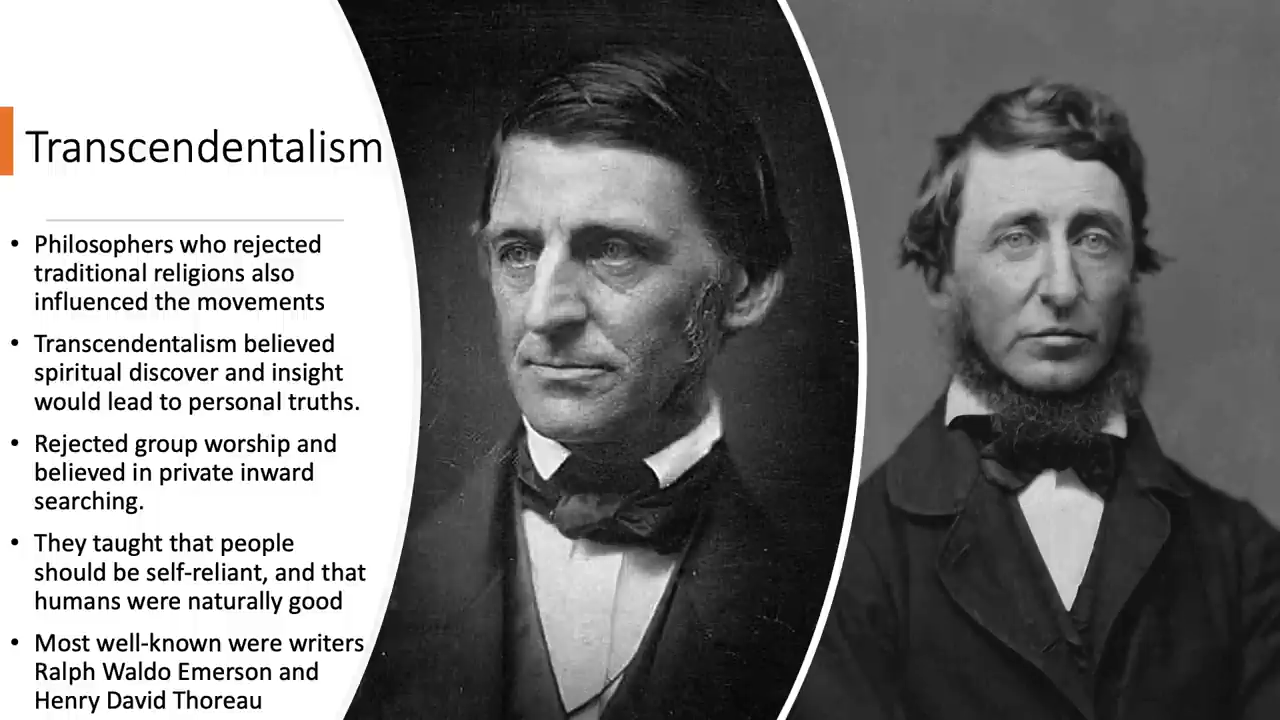 Transcendentalism
• Philosophers who rejected
traditional religions also
influenced the movements
• Transcendentalism believed
spiritual discover and insight
would lead to personal truths.
• Rejected group worship and
believed in private inward
searching.
• They taught that people
should be self-reliant, and that
humans were naturally good
• Most well-known were writers
Ralph Waldo Emerson and
Henry David Thoreau